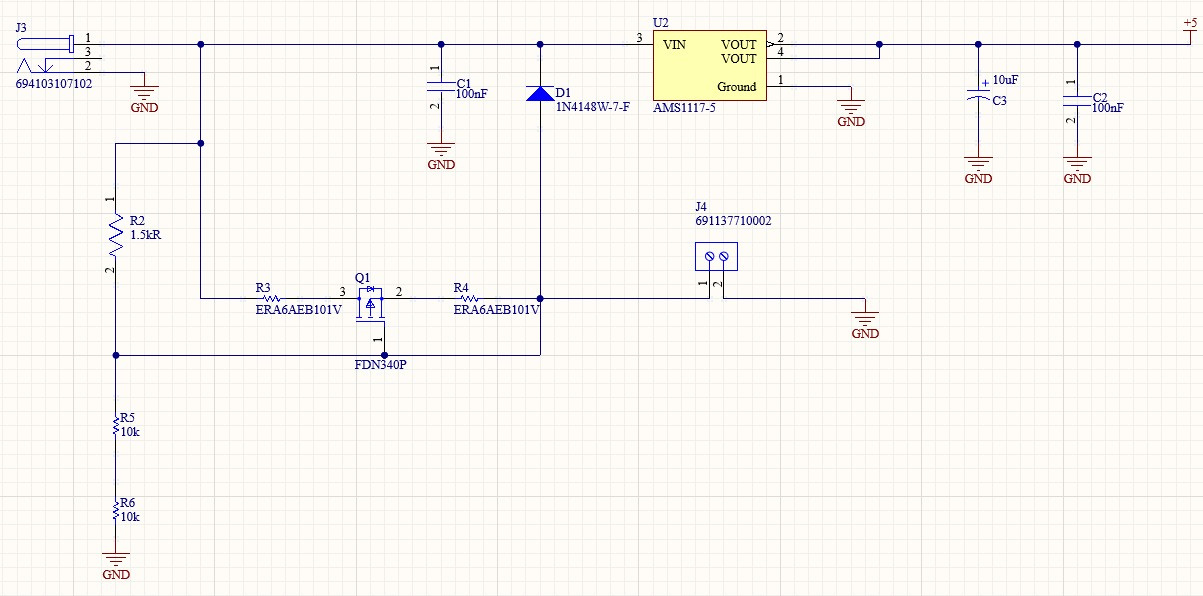 J3
1
3
2
694103107102
GND
C1
100nF
1
2
GND
D1
1N4148W-7-F
U2
3
VIN
VOUT
VOUT
Ground
2
4
1
AMS1117-5
GND
+5
10uF
+
C3
GND
1
C2
100nF
2
GND
1
R2
1.5kR
2
R3
ERA6AEB101V
Q1
3
2
1
FDN340P
R4
ERA6AEB101V
J4
691137710002
1
2
GND
R5
10k
R6
10k
GND